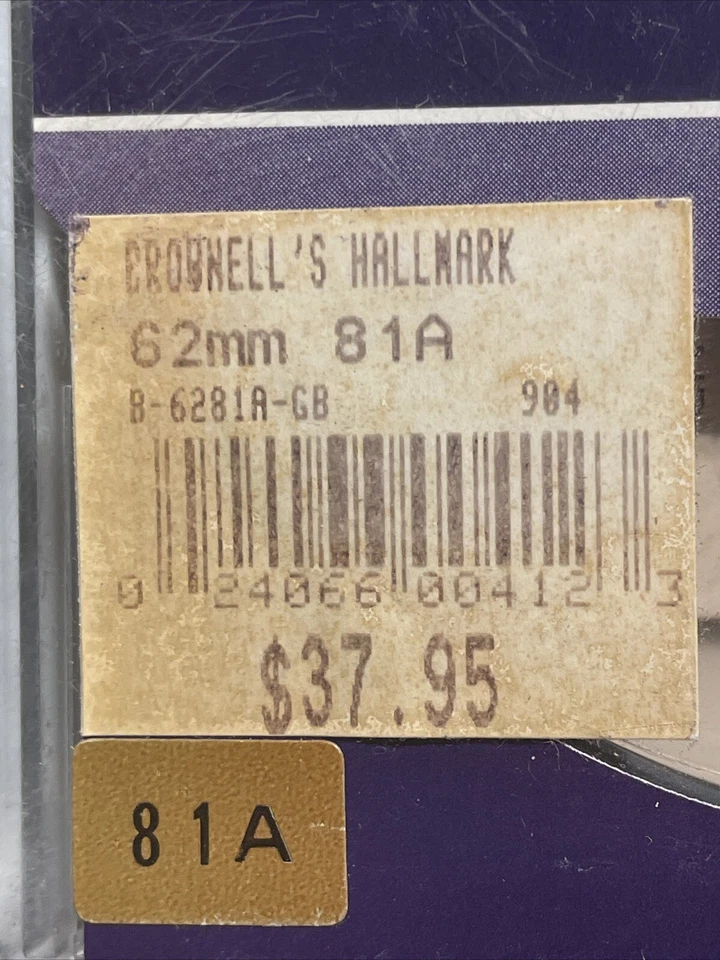 CROWNELL'S HALLMARK
62mm 81A
B-6281A-GB 904
0 24066 00412 3
$37.95
81A